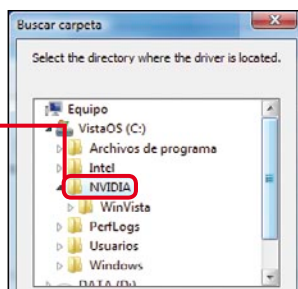 Buscar carpeta
Select the directory where the driver is located.
Equipo
VistaOS (C:)
Archivos de programa
Intel
NVIDIA
WinVista
PerfLogs
Usuarios
Windows
DATA (D:)